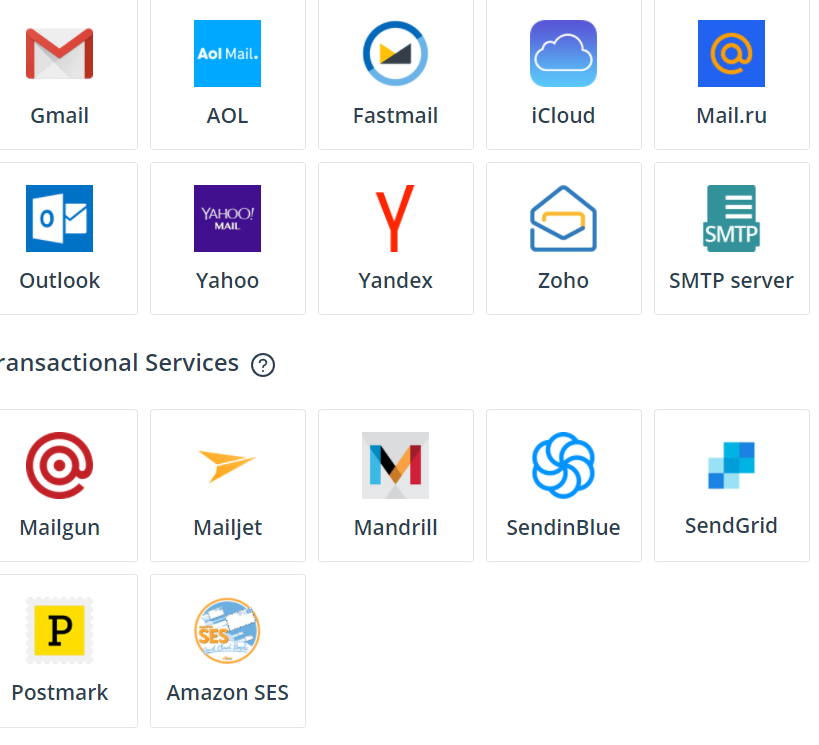 Aol Mail.
Gmail AOL Fastmail iCloud Mail.ru
YAHOO!
MAIL
SMTP
Outlook Yahoo Yandex Zoho SMTP server
ransactional Services ?
Mailgun Mailjet Mandrill SendinBlue SendGrid
P
SES
Postmark Amazon SES